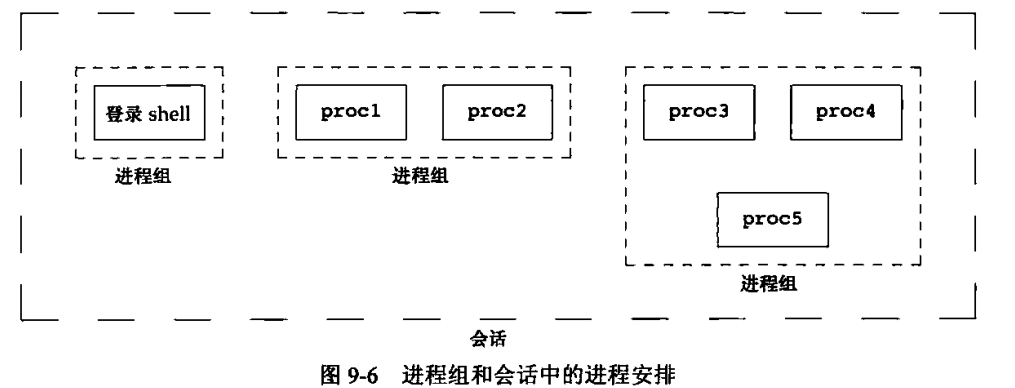 登录 shell
proc1
proc2
proc3
proc4
进程组
进程组
proc5
进程组
会话
图 9-6 进程组和会话中的进程安排